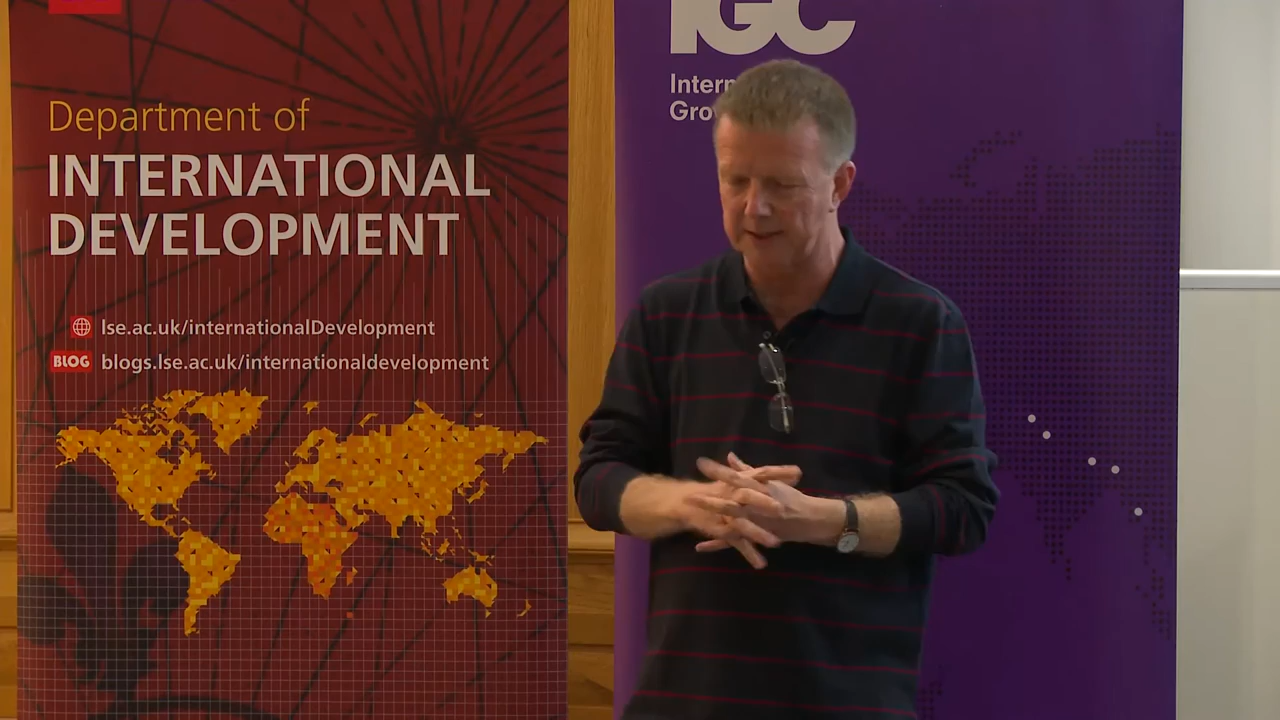 Department of
INTERNATIONAL
DEVELOPMENT
lse.ac.uk/internationalDevelopment
BLOG blogs.lse.ac.uk/internationaldevelopment
IGC